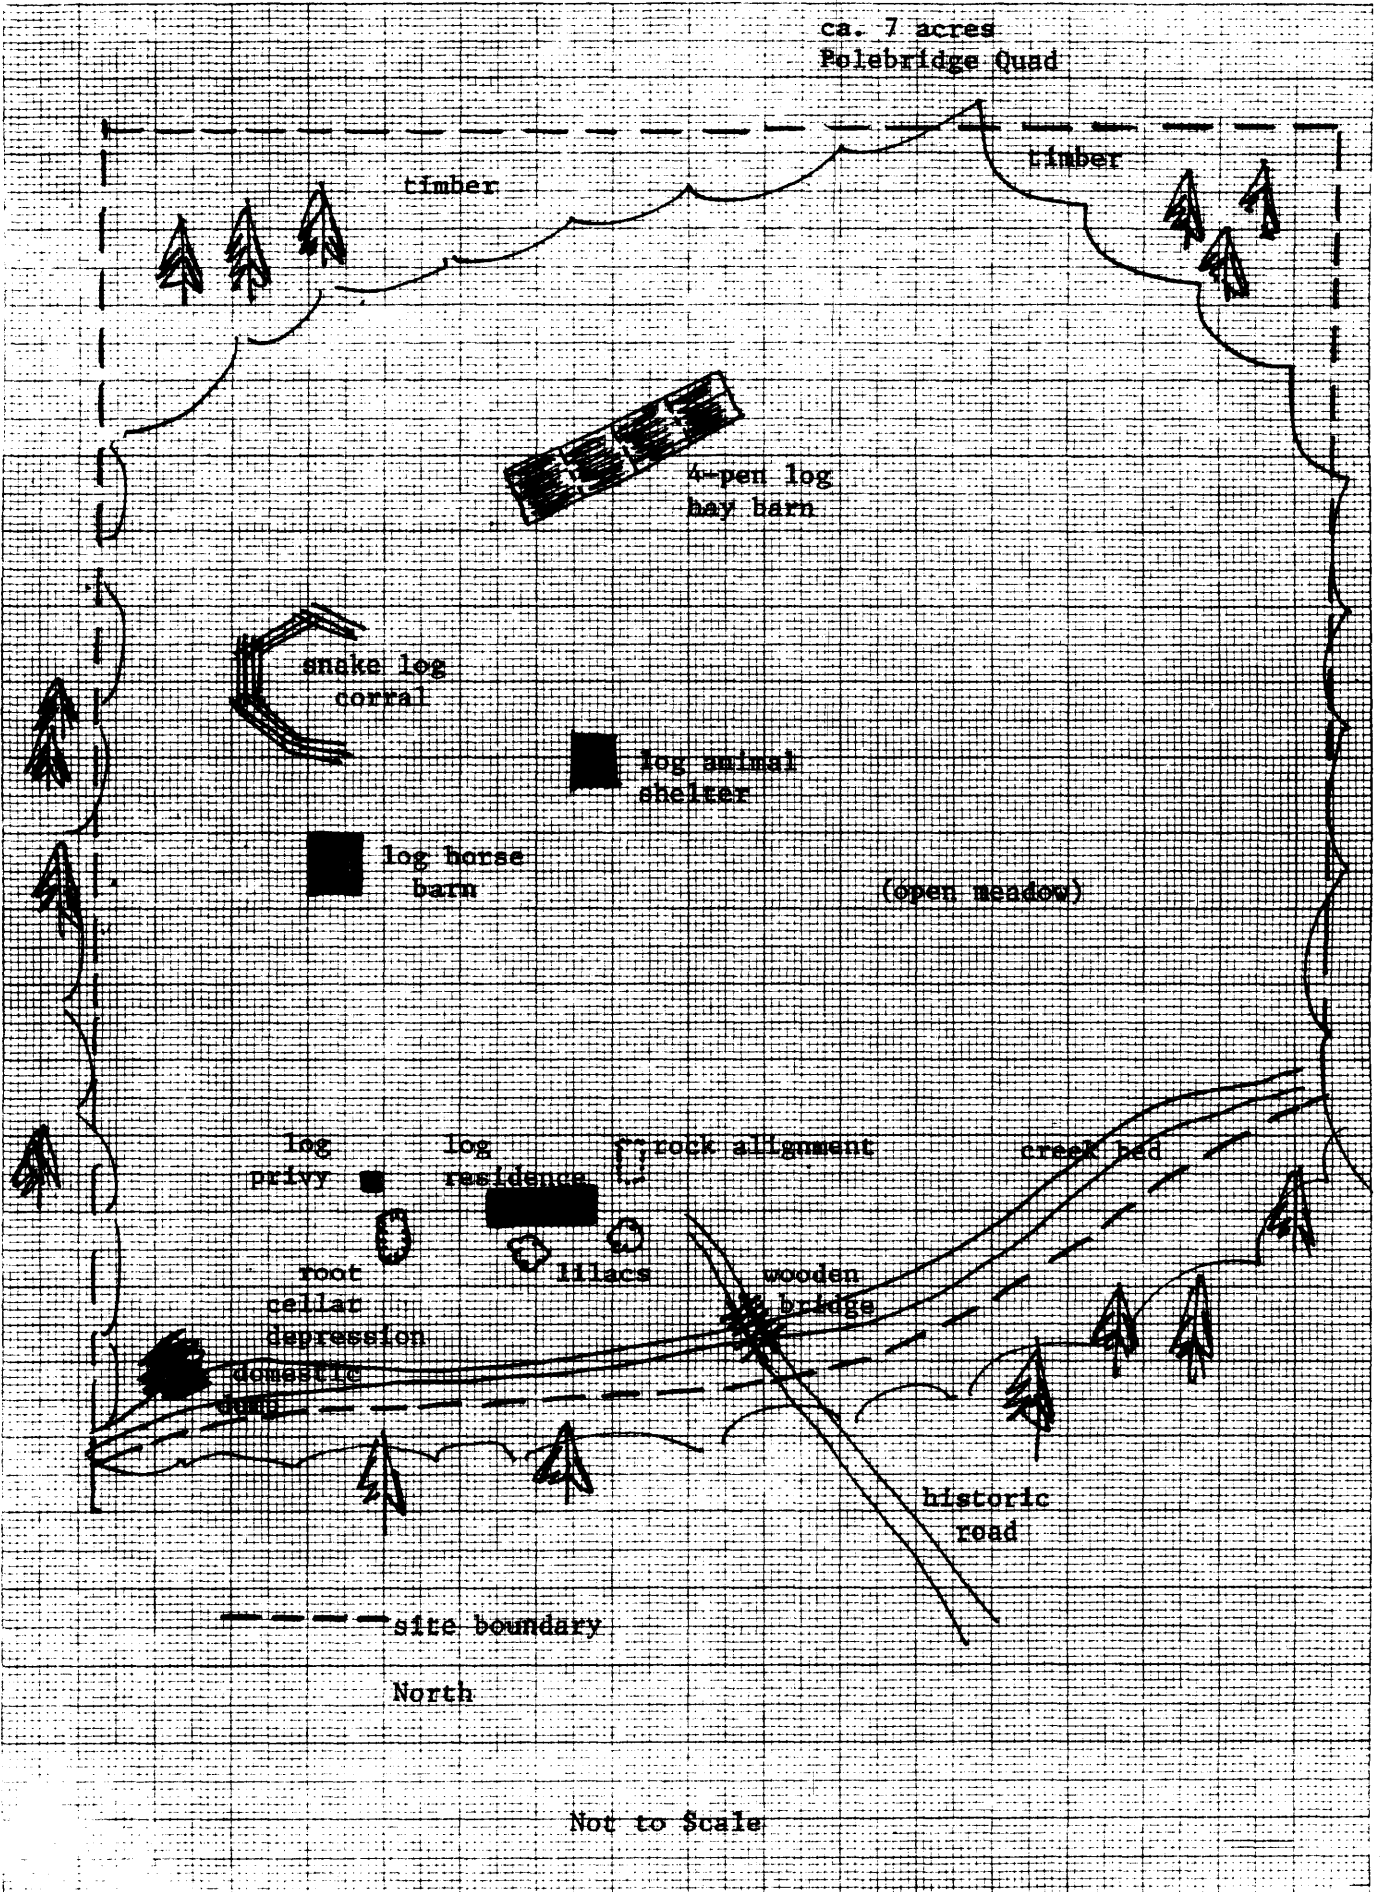 ca. 7 acres
Polebridge Quad
timber
timber
4-pen log
hay barn
snake log
corral
log animal
shelter
log horse
barn
(open meadow)
log
privy
log
residence
rock alignment
creek bed
root
cellar
depression
lilacs
wooden
bridge
domestic
dump
historic
road
site boundary
North
Not to Scale